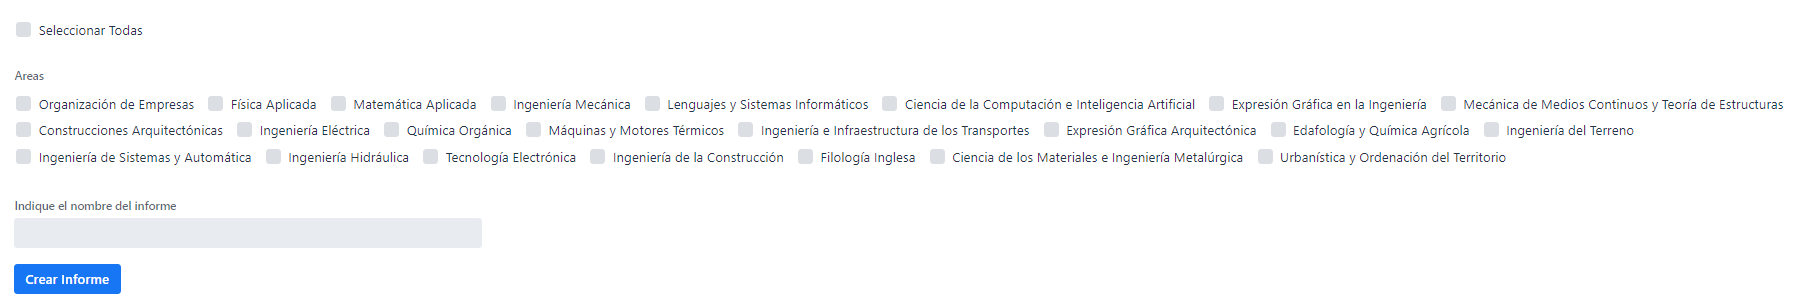 Seleccionar Todas
Areas
Organización de Empresas Física Aplicada Matemática Aplicada Ingeniería Mecánica Lenguajes y Sistemas Informáticos Ciencia de la Computación e Inteligencia Artificial Expresión Gráfica en la Ingeniería Mecánica de Medios Continuos y Teoría de Estructuras
Construcciones Arquitectónicas Ingeniería Eléctrica Química Orgánica Máquinas y Motores Térmicos Ingeniería e Infraestructura de los Transportes Expresión Gráfica Arquitectónica Edafología y Química Agrícola Ingeniería del Terreno
Ingeniería de Sistemas y Automática Ingeniería Hidráulica Tecnología Electrónica Ingeniería de la Construcción Filología Inglesa Ciencia de los Materiales e Ingeniería Metalúrgica Urbanística y Ordenación del Territorio
Indique el nombre del informe
Crear Informe